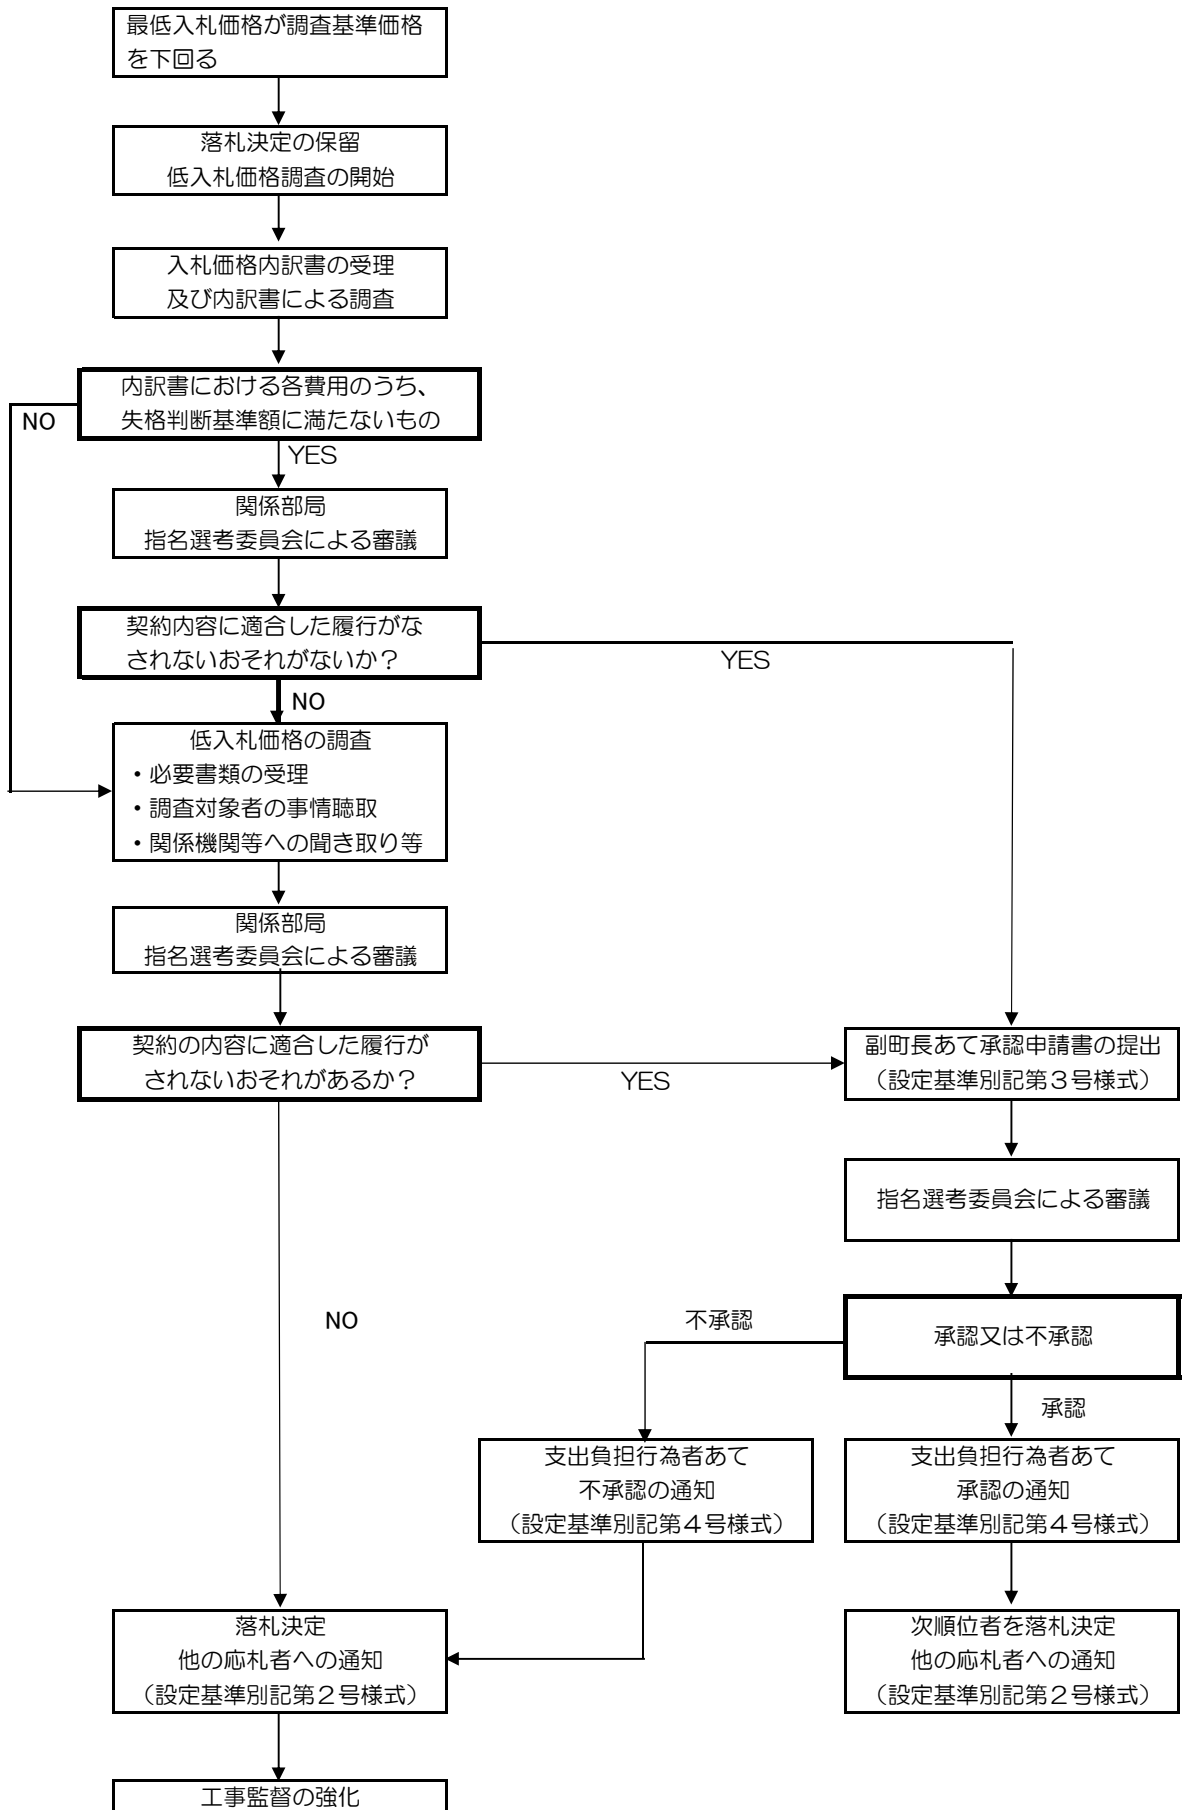 最低入札価格が調査基準価格
を下回る
落札決定の保留
低入札価格調査の開始
入札価格内訳書の受理
及び内訳書による調査
内訳書における各費用のうち、
失格判断基準額に満たないもの
NO
YES
関係部局
指名選考委員会による審議
契約内容に適合した履行がな
されないおそれがないか？
YES
NO
低入札価格の調査
・必要書類の受理
・調査対象者の事情聴取
・関係機関等への聞き取り等
関係部局
指名選考委員会による審議
契約の内容に適合した履行が
されないおそれがあるか？
YES
副町長あて承認申請書の提出
（設定基準別記第３号様式）
指名選考委員会による審議
NO
不承認
承認又は不承認
承認
支出負担行為者あて
不承認の通知
（設定基準別記第４号様式）
支出負担行為者あて
承認の通知
（設定基準別記第４号様式）
落札決定
他の応札者への通知
（設定基準別記第２号様式）
次順位者を落札決定
他の応札者への通知
（設定基準別記第２号様式）
工事監督の強化